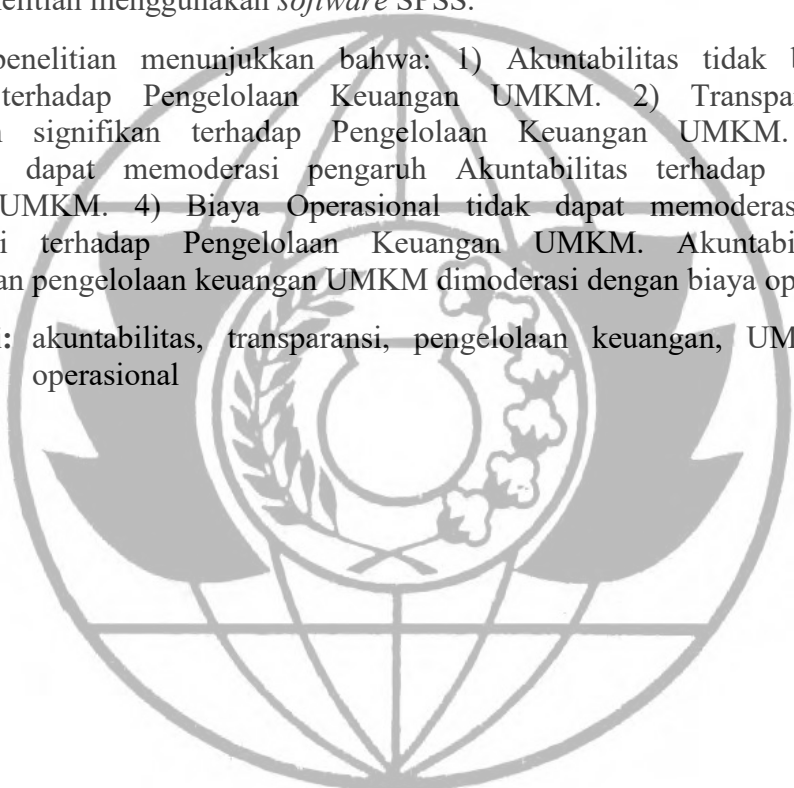 elitian menggunakan software SPSS.
penelitian menunjukkan bahwa: 1) Akuntabilitas tidak b
terhadap Pengelolaan Keuangan UMKM. 2) Transpa
signifikan terhadap Pengelolaan Keuangan UMKM.
dapat memoderasi pengaruh Akuntabilitas terhadap
UMKM. 4) Biaya Operasional tidak dapat memoderas
i terhadap Pengelolaan Keuangan UMKM. Akuntabi
an pengelolaan keuangan UMKM dimoderasi dengan biaya op
: akuntabilitas, transparansi, pengelolaan keuangan, UM
operasional